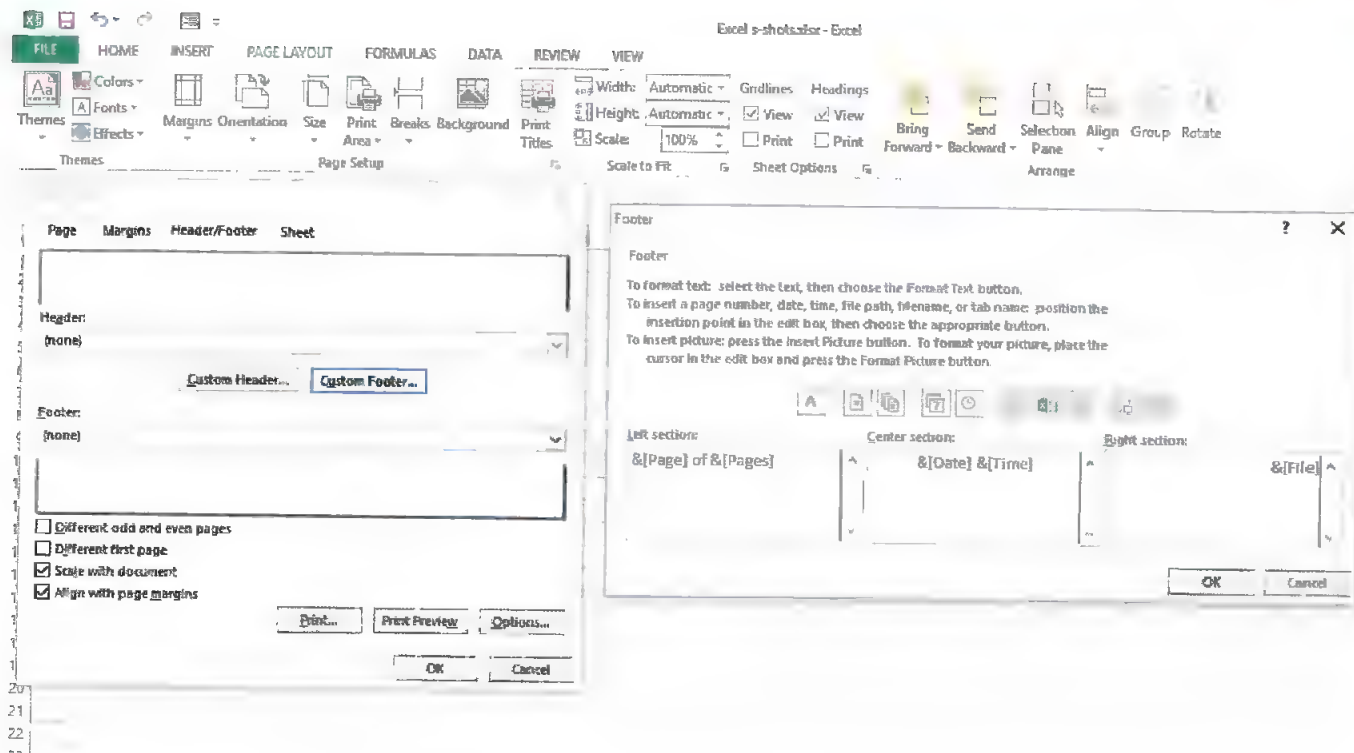 Excel s-shots.xlsx - Excel
FILE HOME INSERT PAGE LAYOUT FORMULAS DATA REVIEW VIEW
Themes
Colors
Fonts
Effects
Themes
Margins Orientation Size Print Area Breaks Background Print Titles
Page Setup
Width: Automatic
Height: Automatic
Scale: 100%
Scale to Fit
Gridlines Headings
View View
Print Print
Sheet Options
Bring Forward Send Backward Selection Pane Align Group Rotate
Arrange
Page Margins Header/Footer Sheet
Header:
(none)
Custom Header... Custom Footer...
Footer:
(none)
Different odd and even pages
Different first page
Scale with document
Align with page margins
Print... Print Preview Options...
OK Cancel
20
21
22
Footer ? X
Footer
To format text: select the text, then choose the Format Text button.
To insert a page number, date, time, file path, filename, or tab name: position the
insertion point in the edit box, then choose the appropriate button.
To insert picture: press the Insert Picture button. To format your picture, place the
cursor in the edit box and press the Format Picture button.
A
Left section: Center section: Right section:
&[Page] of &[Pages] &[Date] &[Time] &[File]
OK Cancel